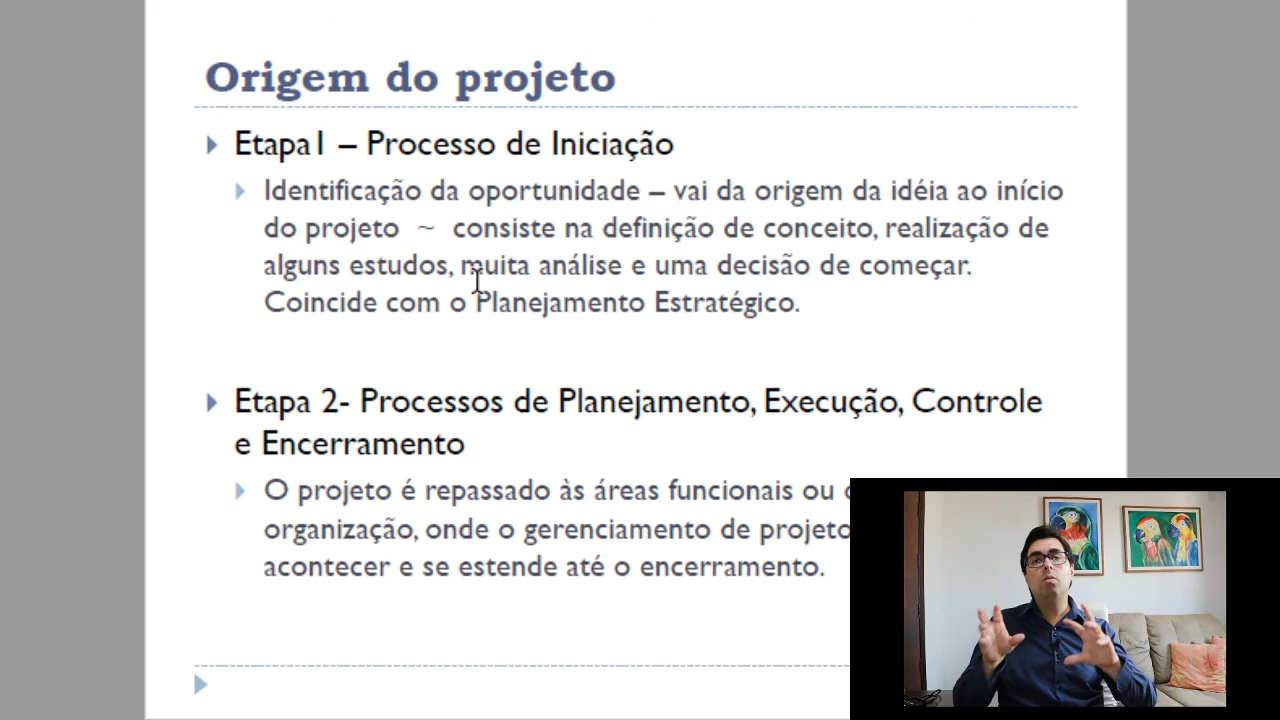 Origem do projeto
Etapa1 – Processo de Iniciação
Identificação da oportunidade – vai da origem da idéia ao início
do projeto ~ consiste na definição de conceito, realização de
alguns estudos, muita análise e uma decisão de começar.
Coincide com o Planejamento Estratégico.
Etapa 2- Processos de Planejamento, Execução, Controle
e Encerramento
O projeto é repassado às áreas funcionais ou
organização, onde o gerenciamento de projeto
acontecer e se estende até o encerramento.